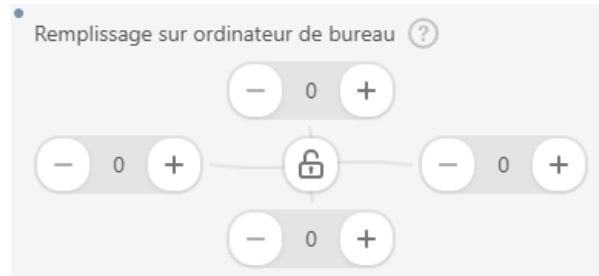 Remplissage sur ordinateur de bureau ?
− 0 +
− 0 + − 0 +
− 0 +